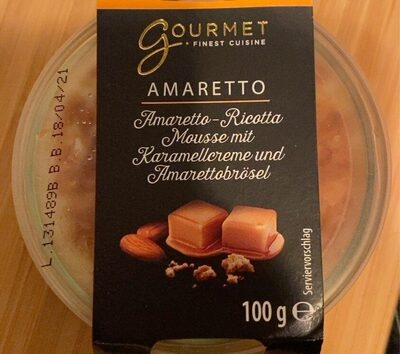 gourmet
FINEST CUISINE
AMARETTO
Amaretto-Ricotta
Mousse mit
Karamellcreme und
Amarettobrösel
Serviervorschlag
100 g ℮
L.131489B B.B.18/04/21